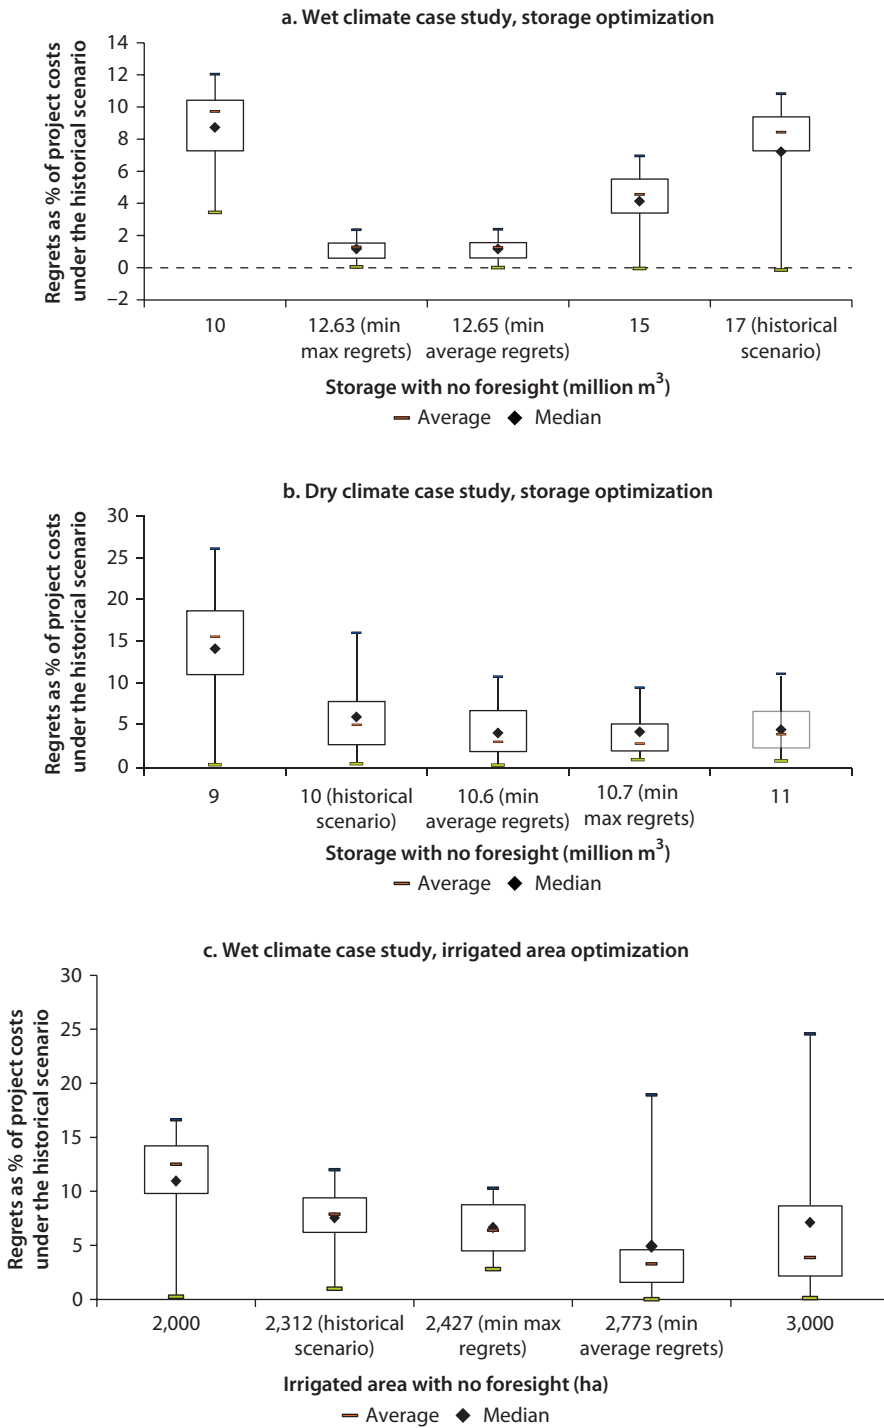 a. Wet climate case study, storage optimization
Regrets as % of project costs
under the historical scenario
14
12
10
8
6
4
2
0
–2
10
12.63 (min
max regrets)
12.65 (min
average regrets)
15
17 (historical
scenario)
Storage with no foresight (million m³)
Average
Median
b. Dry climate case study, storage optimization
Regrets as % of project costs
under the historical scenario
30
25
20
15
10
5
0
9
10 (historical
scenario)
10.6 (min
average regrets)
10.7 (min
max regrets)
11
Storage with no foresight (million m³)
Average
Median
c. Wet climate case study, irrigated area optimization
Regrets as % of project costs
under the historical scenario
30
25
20
15
10
5
0
2,000
2,312 (historical
scenario)
2,427 (min max
regrets)
2,773 (min
average regrets)
3,000
Irrigated area with no foresight (ha)
Average
Median